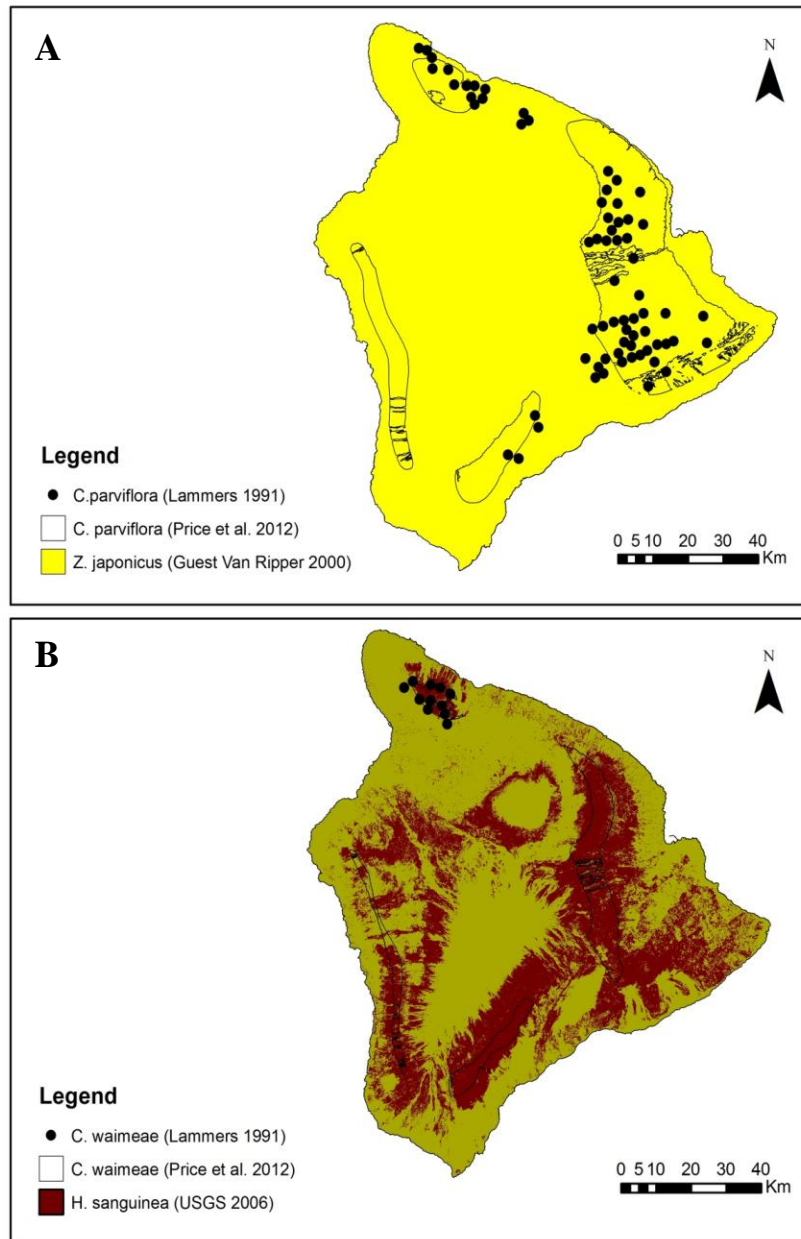 A
N
Legend
C.parviflora (Lammers 1991)
C. parviflora (Price et al. 2012)
Z. japonicus (Guest Van Ripper 2000)
0 5 10 20 30 40
Km
B
N
Legend
C. waimeae (Lammers 1991)
C. waimeae (Price et al. 2012)
H. sanguinea (USGS 2006)
0 5 10 20 30 40
Km